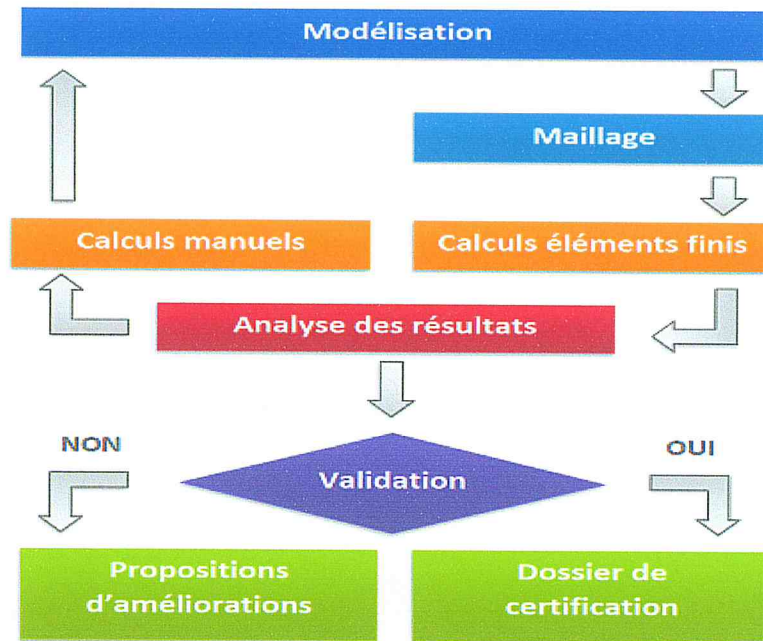 Modélisation
Maillage
Calculs manuels
Calculs éléments finis
Analyse des résultats
NON
OUI
Validation
Propositions
d'améliorations
Dossier de
certification